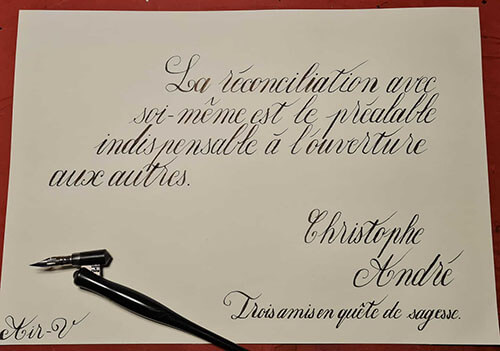 La réconciliation avec
soi-même est le préalable
indispensable à l'ouverture
aux autres.
Christophe
André
Trois amis en quête de sagesse.
Air-V